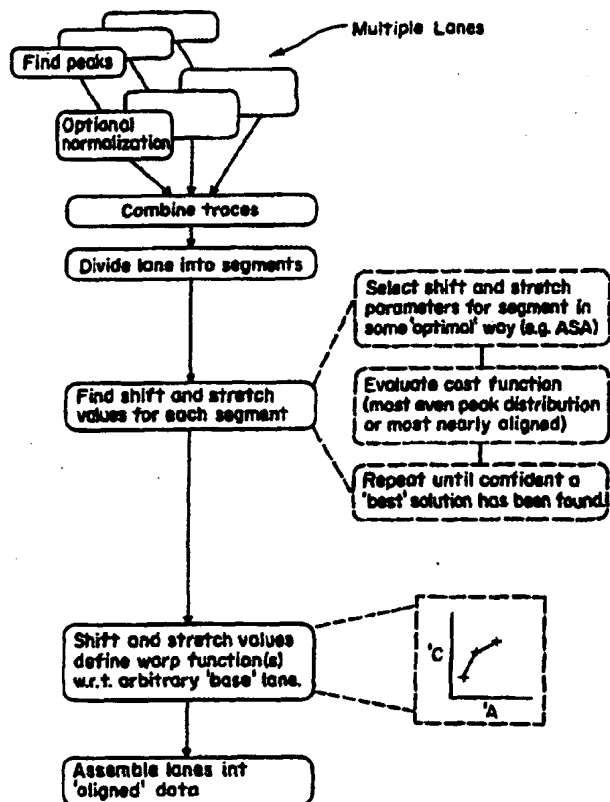 Multiple Lanes
Find peaks
Optional
normalization
Combine traces
Divide lane into segments
Select shift and stretch
parameters for segment in
some 'optimal' way (e.g. ASA)
Find shift and stretch
values for each segment
Evaluate cost function
(most even peak distribution
or most nearly aligned)
Repeat until confident a
'best' solution has been found.
Shift and stretch values
define warp function(s)
w.r.t. arbitrary 'base' lane.
'C
'A
Assemble lanes int
'aligned' data